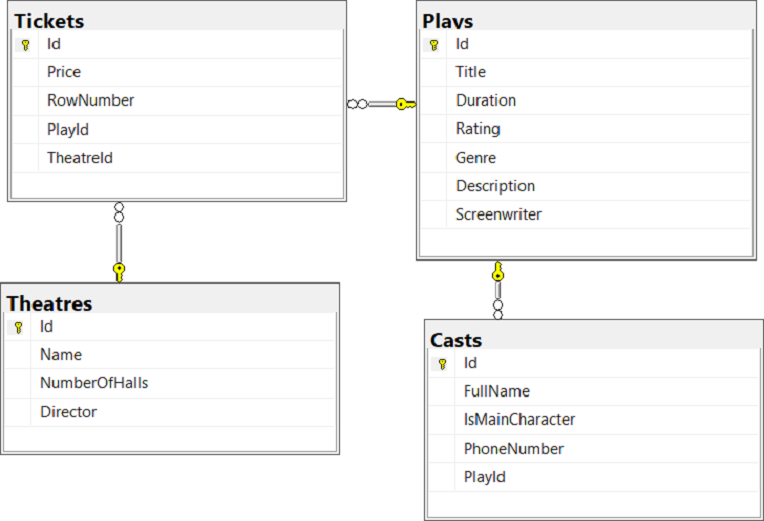 Tickets
Id
Price
RowNumber
PlayId
TheatreId
Plays
Id
Title
Duration
Rating
Genre
Description
Screenwriter
Theatres
Id
Name
NumberOfHalls
Director
Casts
Id
FullName
IsMainCharacter
PhoneNumber
PlayId